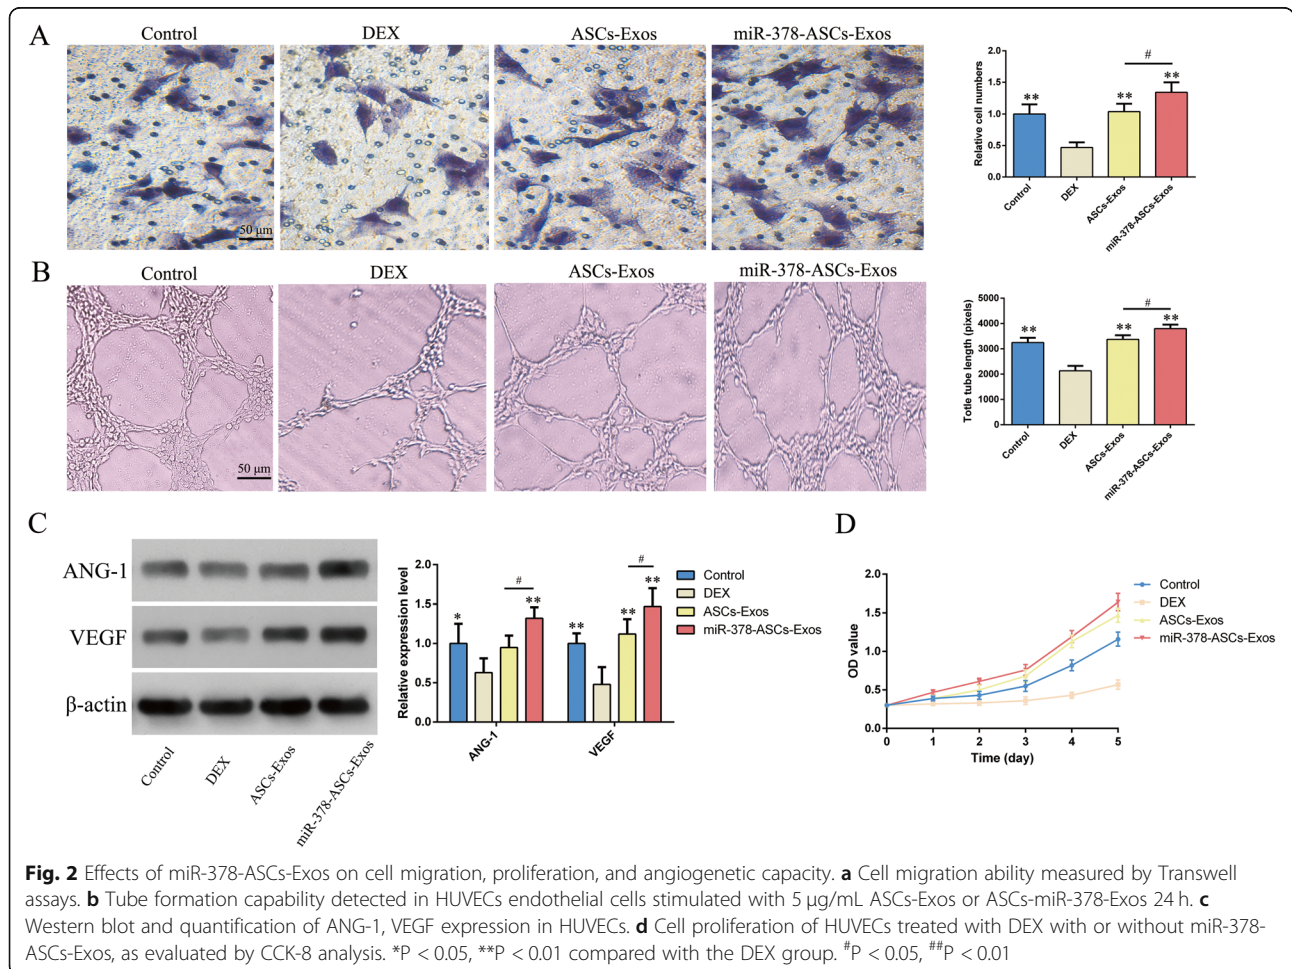 A
Control
DEX
ASCs-Exos
miR-378-ASCs-Exos
50 μm
Relative cell numbers
2.0
1.5
1.0
0.5
0.0
**
**
#
**
Control
DEX
ASCs-Exos
miR-378-ASCs-Exos
B
Control
DEX
ASCs-Exos
miR-378-ASCs-Exos
50 μm
Totle tube length (pixels)
5000
4000
3000
2000
1000
0
**
**
#
**
Control
DEX
ASCs-Exos
miR-378-ASCs-Exos
C
ANG-1
VEGF
β-actin
Control
DEX
ASCs-Exos
miR-378-ASCs-Exos
Relative expression level
2.0
1.5
1.0
0.5
0.0
*
#
**
**
**
#
**
ANG-1
VEGF
Control
DEX
ASCs-Exos
miR-378-ASCs-Exos
D
OD value
2.0
1.5
1.0
0.5
0.0
0 1 2 3 4 5
Time (day)
Control
DEX
ASCs-Exos
miR-378-ASCs-Exos
Fig. 2 Effects of miR-378-ASCs-Exos on cell migration, proliferation, and angiogenetic capacity. a Cell migration ability measured by Transwell
assays. b Tube formation capability detected in HUVECs endothelial cells stimulated with 5 μg/mL ASCs-Exos or ASCs-miR-378-Exos 24 h. c
Western blot and quantification of ANG-1, VEGF expression in HUVECs. d Cell proliferation of HUVECs treated with DEX with or without miR-378-
ASCs-Exos, as evaluated by CCK-8 analysis. *P < 0.05, **P < 0.01 compared with the DEX group. #P < 0.05, ##P < 0.01